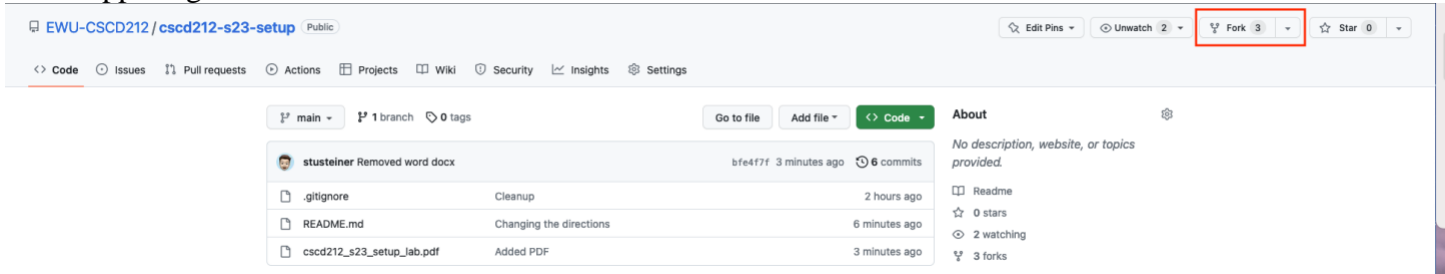 EWU-CSCD212 / cscd212-s23-setup Public Edit Pins Unwatch 2 Fork 3 Star 0
<> Code Issues Pull requests Actions Projects Wiki Security Insights Settings
main 1 branch 0 tags Go to file Add file <> Code About
No description, website, or topics
provided.
stusteiner Removed word docx bfe4f7f 3 minutes ago 6 commits
.gitignore Cleanup 2 hours ago
Readme
0 stars
README.md Changing the directions 6 minutes ago
2 watching
cscd212_s23_setup_lab.pdf Added PDF 3 minutes ago
3 forks